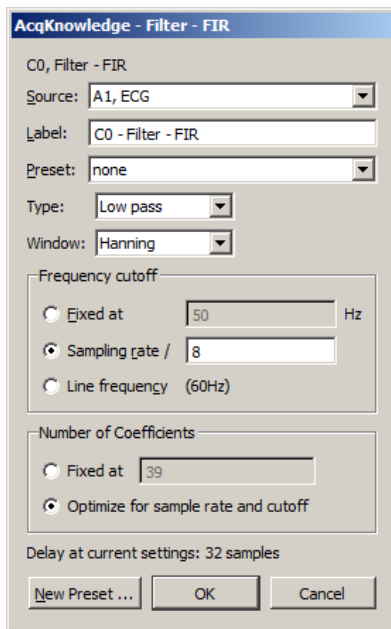 AcqKnowledge - Filter - FIR
C0, Filter - FIR
Source: A1, ECG
Label: C0 - Filter - FIR
Preset: none
Type: Low pass
Window: Hanning
Frequency cutoff
Fixed at 50 Hz
Sampling rate / 8
Line frequency (60Hz)
Number of Coefficients
Fixed at 39
Optimize for sample rate and cutoff
Delay at current settings: 32 samples
New Preset ... OK Cancel